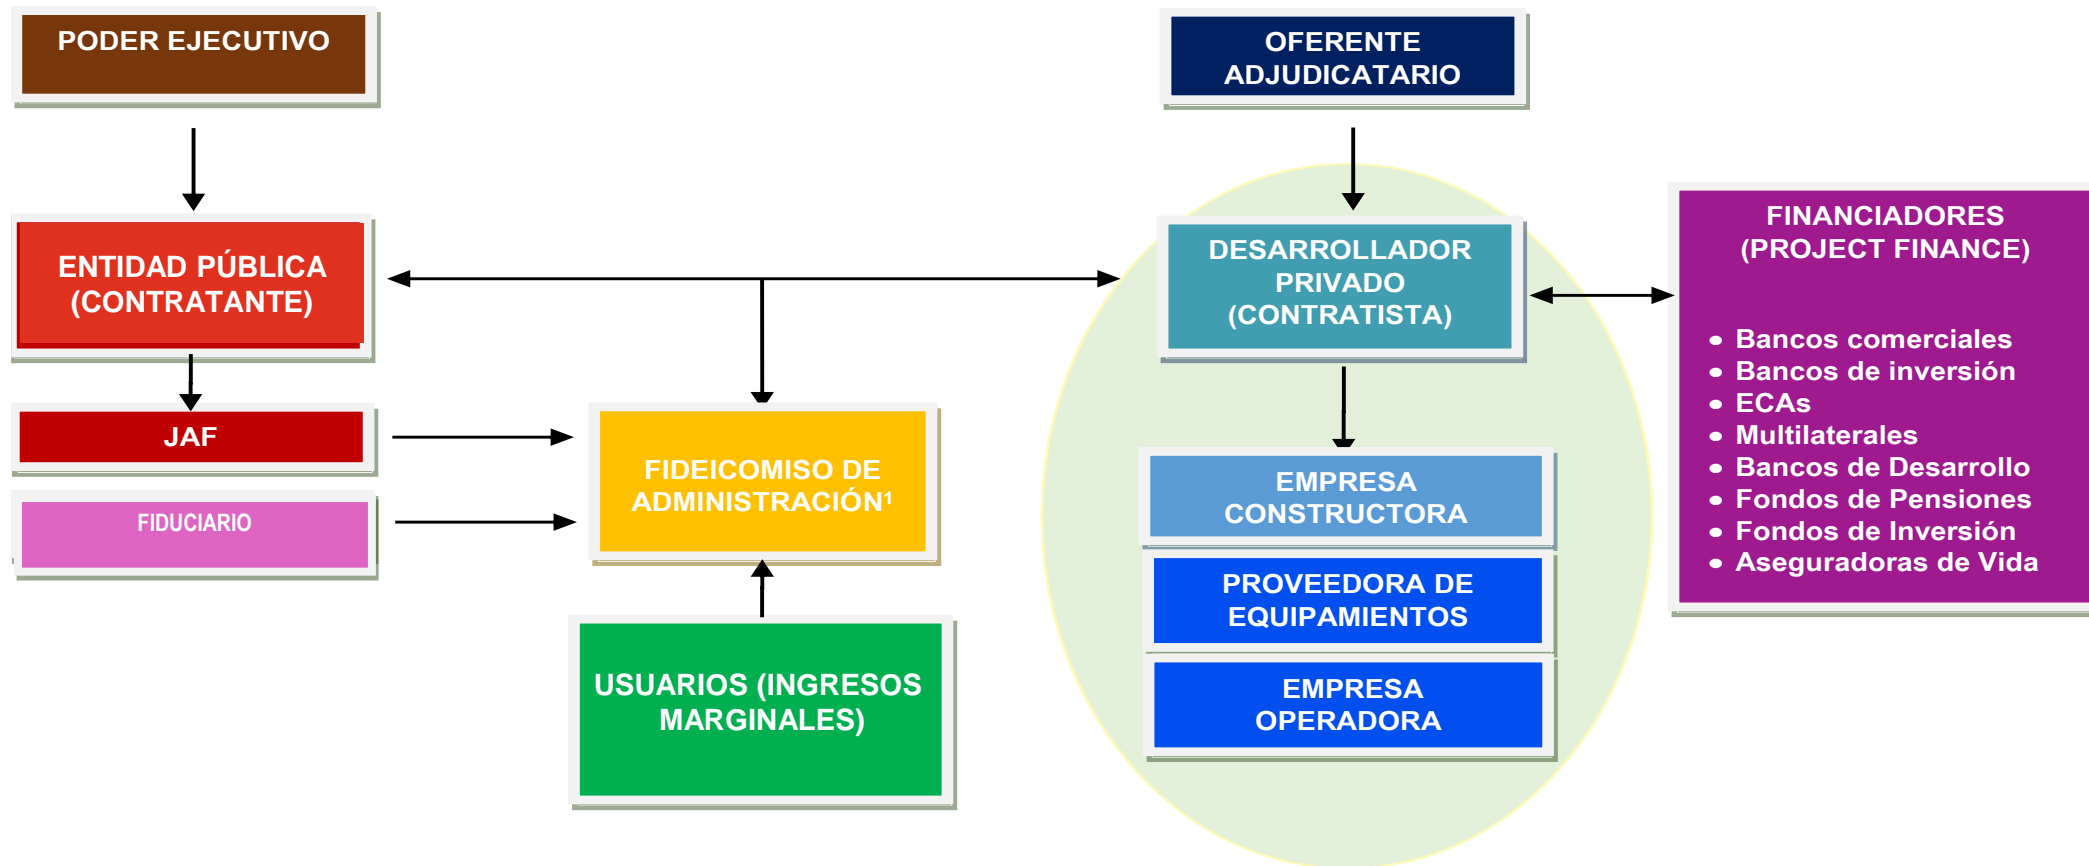 PODER EJECUTIVO
OFERENTE
ADJUDICATARIO
ENTIDAD PÚBLICA
(CONTRATANTE)
DESARROLLADOR
PRIVADO
(CONTRATISTA)
FINANCIADORES
(PROJECT FINANCE)
• Bancos comerciales
• Bancos de inversión
• ECAs
• Multilaterales
• Bancos de Desarrollo
• Fondos de Pensiones
• Fondos de Inversión
• Aseguradoras de Vida
JAF
FIDUCIARIO
FIDEICOMISO DE
ADMINISTRACIÓN¹
USUARIOS (INGRESOS
MARGINALES)
EMPRESA
CONSTRUCTORA
PROVEEDORA DE
EQUIPAMIENTOS
EMPRESA
OPERADORA